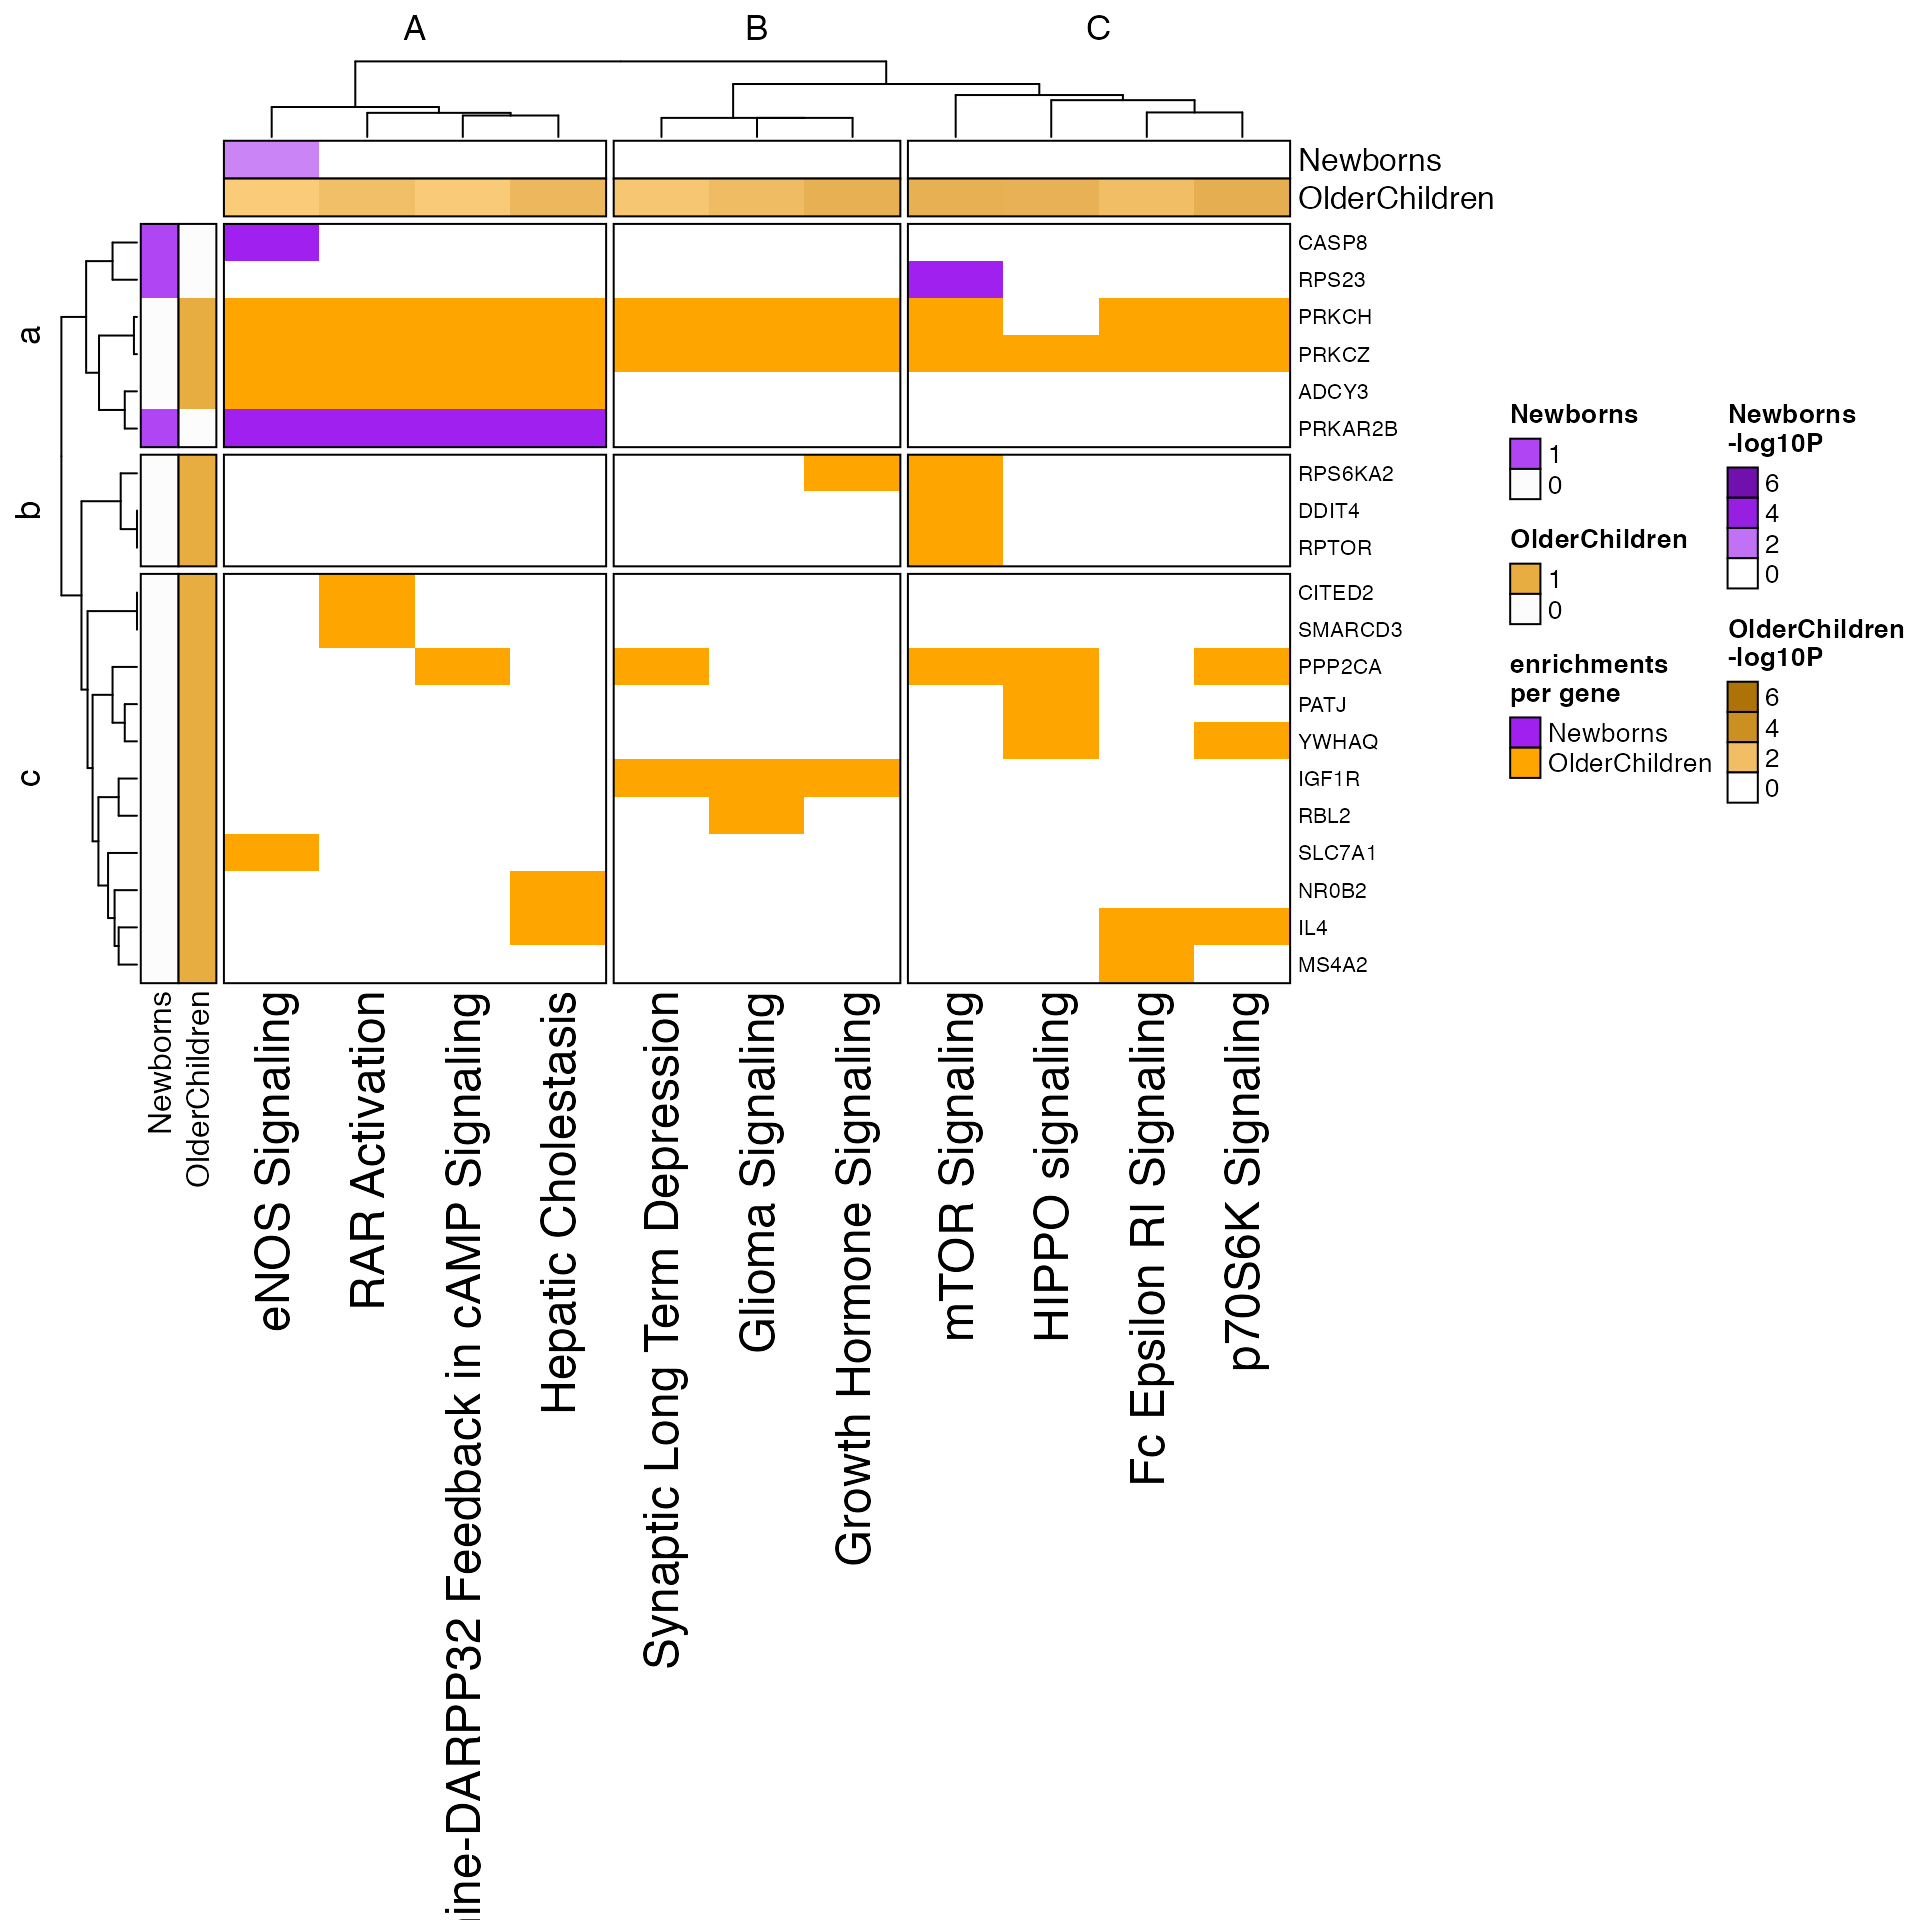 A
B
C
Newborns
OlderChildren
a
b
c
CASP8
RPS23
PRKCH
PRKCZ
ADCY3
PRKAR2B
RPS6KA2
DDIT4
RPTOR
CITED2
SMARCD3
PPP2CA
PATJ
YWHAQ
IGF1R
RBL2
SLC7A1
NR0B2
IL4
MS4A2
Newborns
OlderChildren
eNOS Signaling
RAR Activation
ine-DARPP32 Feedback in cAMP Signaling
Hepatic Cholestasis
Synaptic Long Term Depression
Glioma Signaling
Growth Hormone Signaling
mTOR Signaling
HIPPO signaling
Fc Epsilon RI Signaling
p70S6K Signaling
Newborns
1
0
OlderChildren
1
0
enrichments
per gene
Newborns
OlderChildren
Newborns
-log10P
6
4
2
0
OlderChildren
-log10P
6
4
2
0